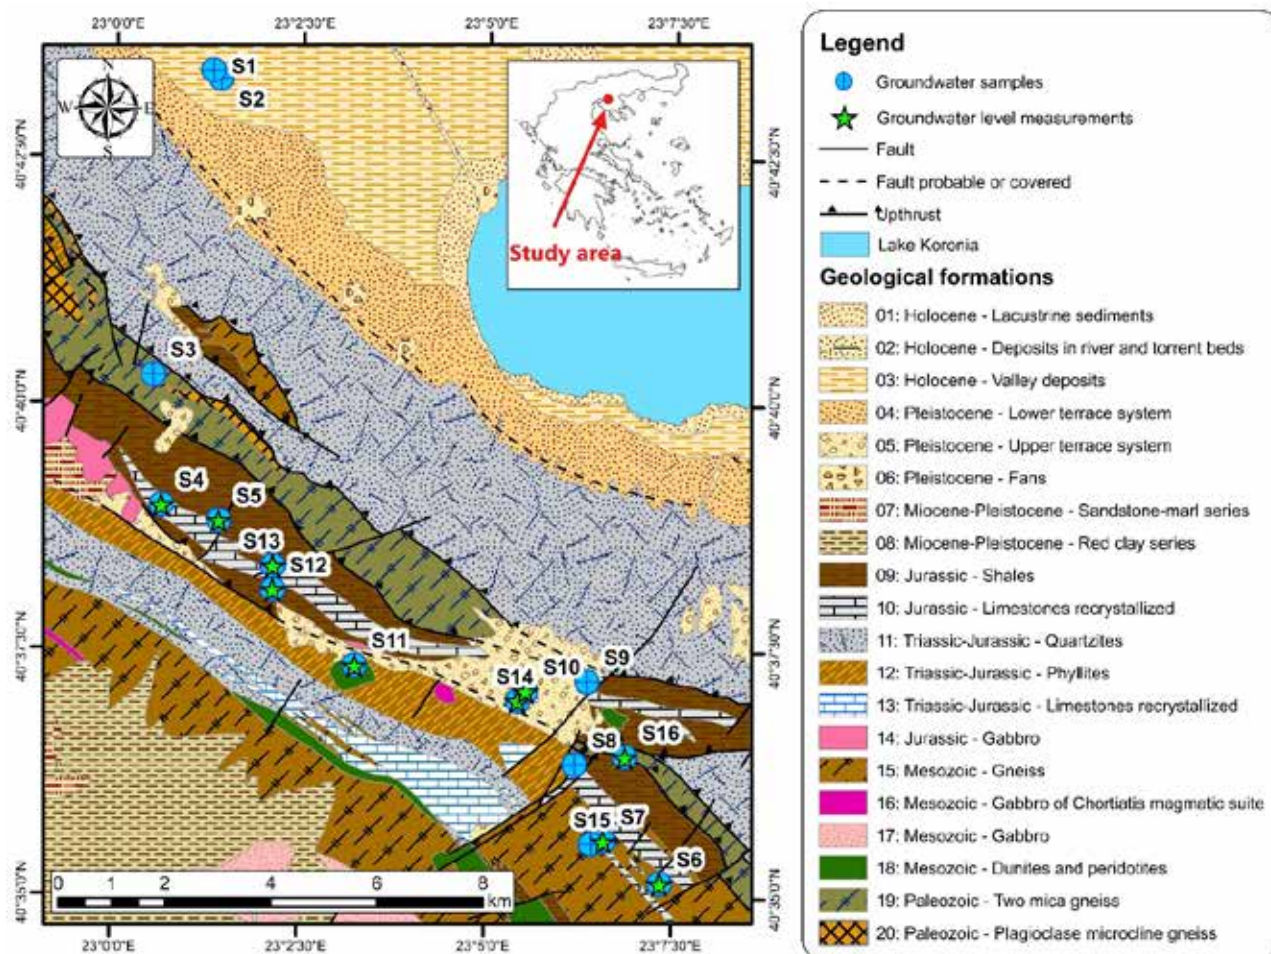 23°0'0"E 23°2'30"E 23°5'0"E 23°7'30"E
N
W E
S
S1
S2
Study area
40°42'30"N
40°42'30"N
S3
40°40'0"N
40°40'0"N
S4
S5
S13
S12
40°37'30"N
40°37'30"N
S11
S10
S9
S14
S8
S16
S15
S7
S6
40°35'0"N
40°35'0"N
0 1 2 4 6 8
km
23°0'0"E 23°2'30"E 23°5'0"E 23°7'30"E
Legend
Groundwater samples
Groundwater level measurements
Fault
Fault probable or covered
Upthrust
Lake Koronia
Geological formations
01: Holocene - Lacustrine sediments
02: Holocene - Deposits in river and torrent beds
03: Holocene - Valley deposits
04: Pleistocene - Lower terrace system
05: Pleistocene - Upper terrace system
06: Pleistocene - Fans
07: Miocene-Pleistocene - Sandstone-marl series
08: Miocene-Pleistocene - Red clay series
09: Jurassic - Shales
10: Jurassic - Limestones recrystallized
11: Triassic-Jurassic - Quartzites
12: Triassic-Jurassic - Phyllites
13: Triassic-Jurassic - Limestones recrystallized
14: Jurassic - Gabbro
15: Mesozoic - Gneiss
16: Mesozoic - Gabbro of Chortiatis magmatic suite
17: Mesozoic - Gabbro
18: Mesozoic - Dunites and peridotites
19: Paleozoic - Two mica gneiss
20: Paleozoic - Plagioclase microcline gneiss